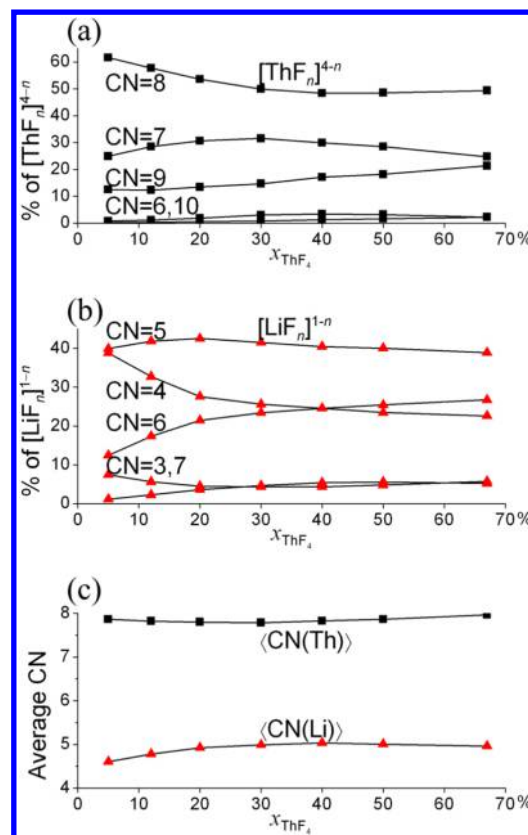 (a)
% of [ThFₙ]⁴⁻ⁿ
60
50
40
30
20
10
0
[ThFₙ]⁴⁻ⁿ
CN=8
CN=7
CN=9
CN=6,10
0 10 20 30 40 50 60 70%
x_ThF₄
(b)
% of [LiFₙ]¹⁻ⁿ
40
30
20
10
0
[LiFₙ]¹⁻ⁿ
CN=5
CN=4
CN=6
CN=3,7
0 10 20 30 40 50 60 70%
x_ThF₄
(c)
Average CN
8
7
6
5
4
⟨CN(Th)⟩
⟨CN(Li)⟩
0 10 20 30 40 50 60 70%
x_ThF₄